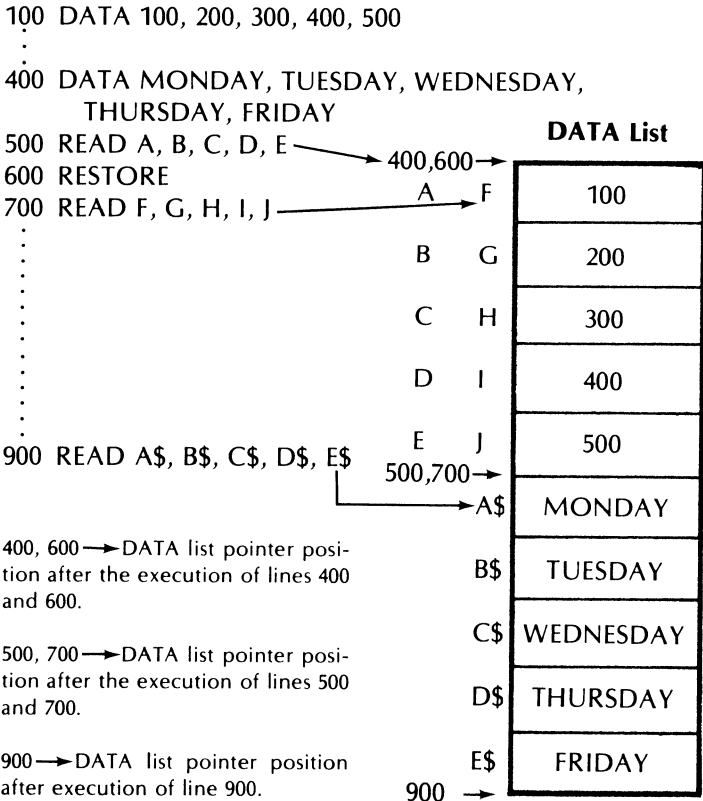 100 DATA 100, 200, 300, 400, 500
400 DATA MONDAY, TUESDAY, WEDNESDAY,
THURSDAY, FRIDAY
500 READ A, B, C, D, E
600 RESTORE
700 READ F, G, H, I, J
900 READ A$, B$, C$, D$, E$
400, 600→DATA list pointer posi-
tion after the execution of lines 400
and 600.
500, 700→DATA list pointer posi-
tion after the execution of lines 500
and 700.
900→DATA list pointer position
after execution of line 900.
DATA List
400,600→
A F 100
B G 200
C H 300
D I 400
E J 500
500,700→
A$ MONDAY
B$ TUESDAY
C$ WEDNESDAY
D$ THURSDAY
E$ FRIDAY
900 →